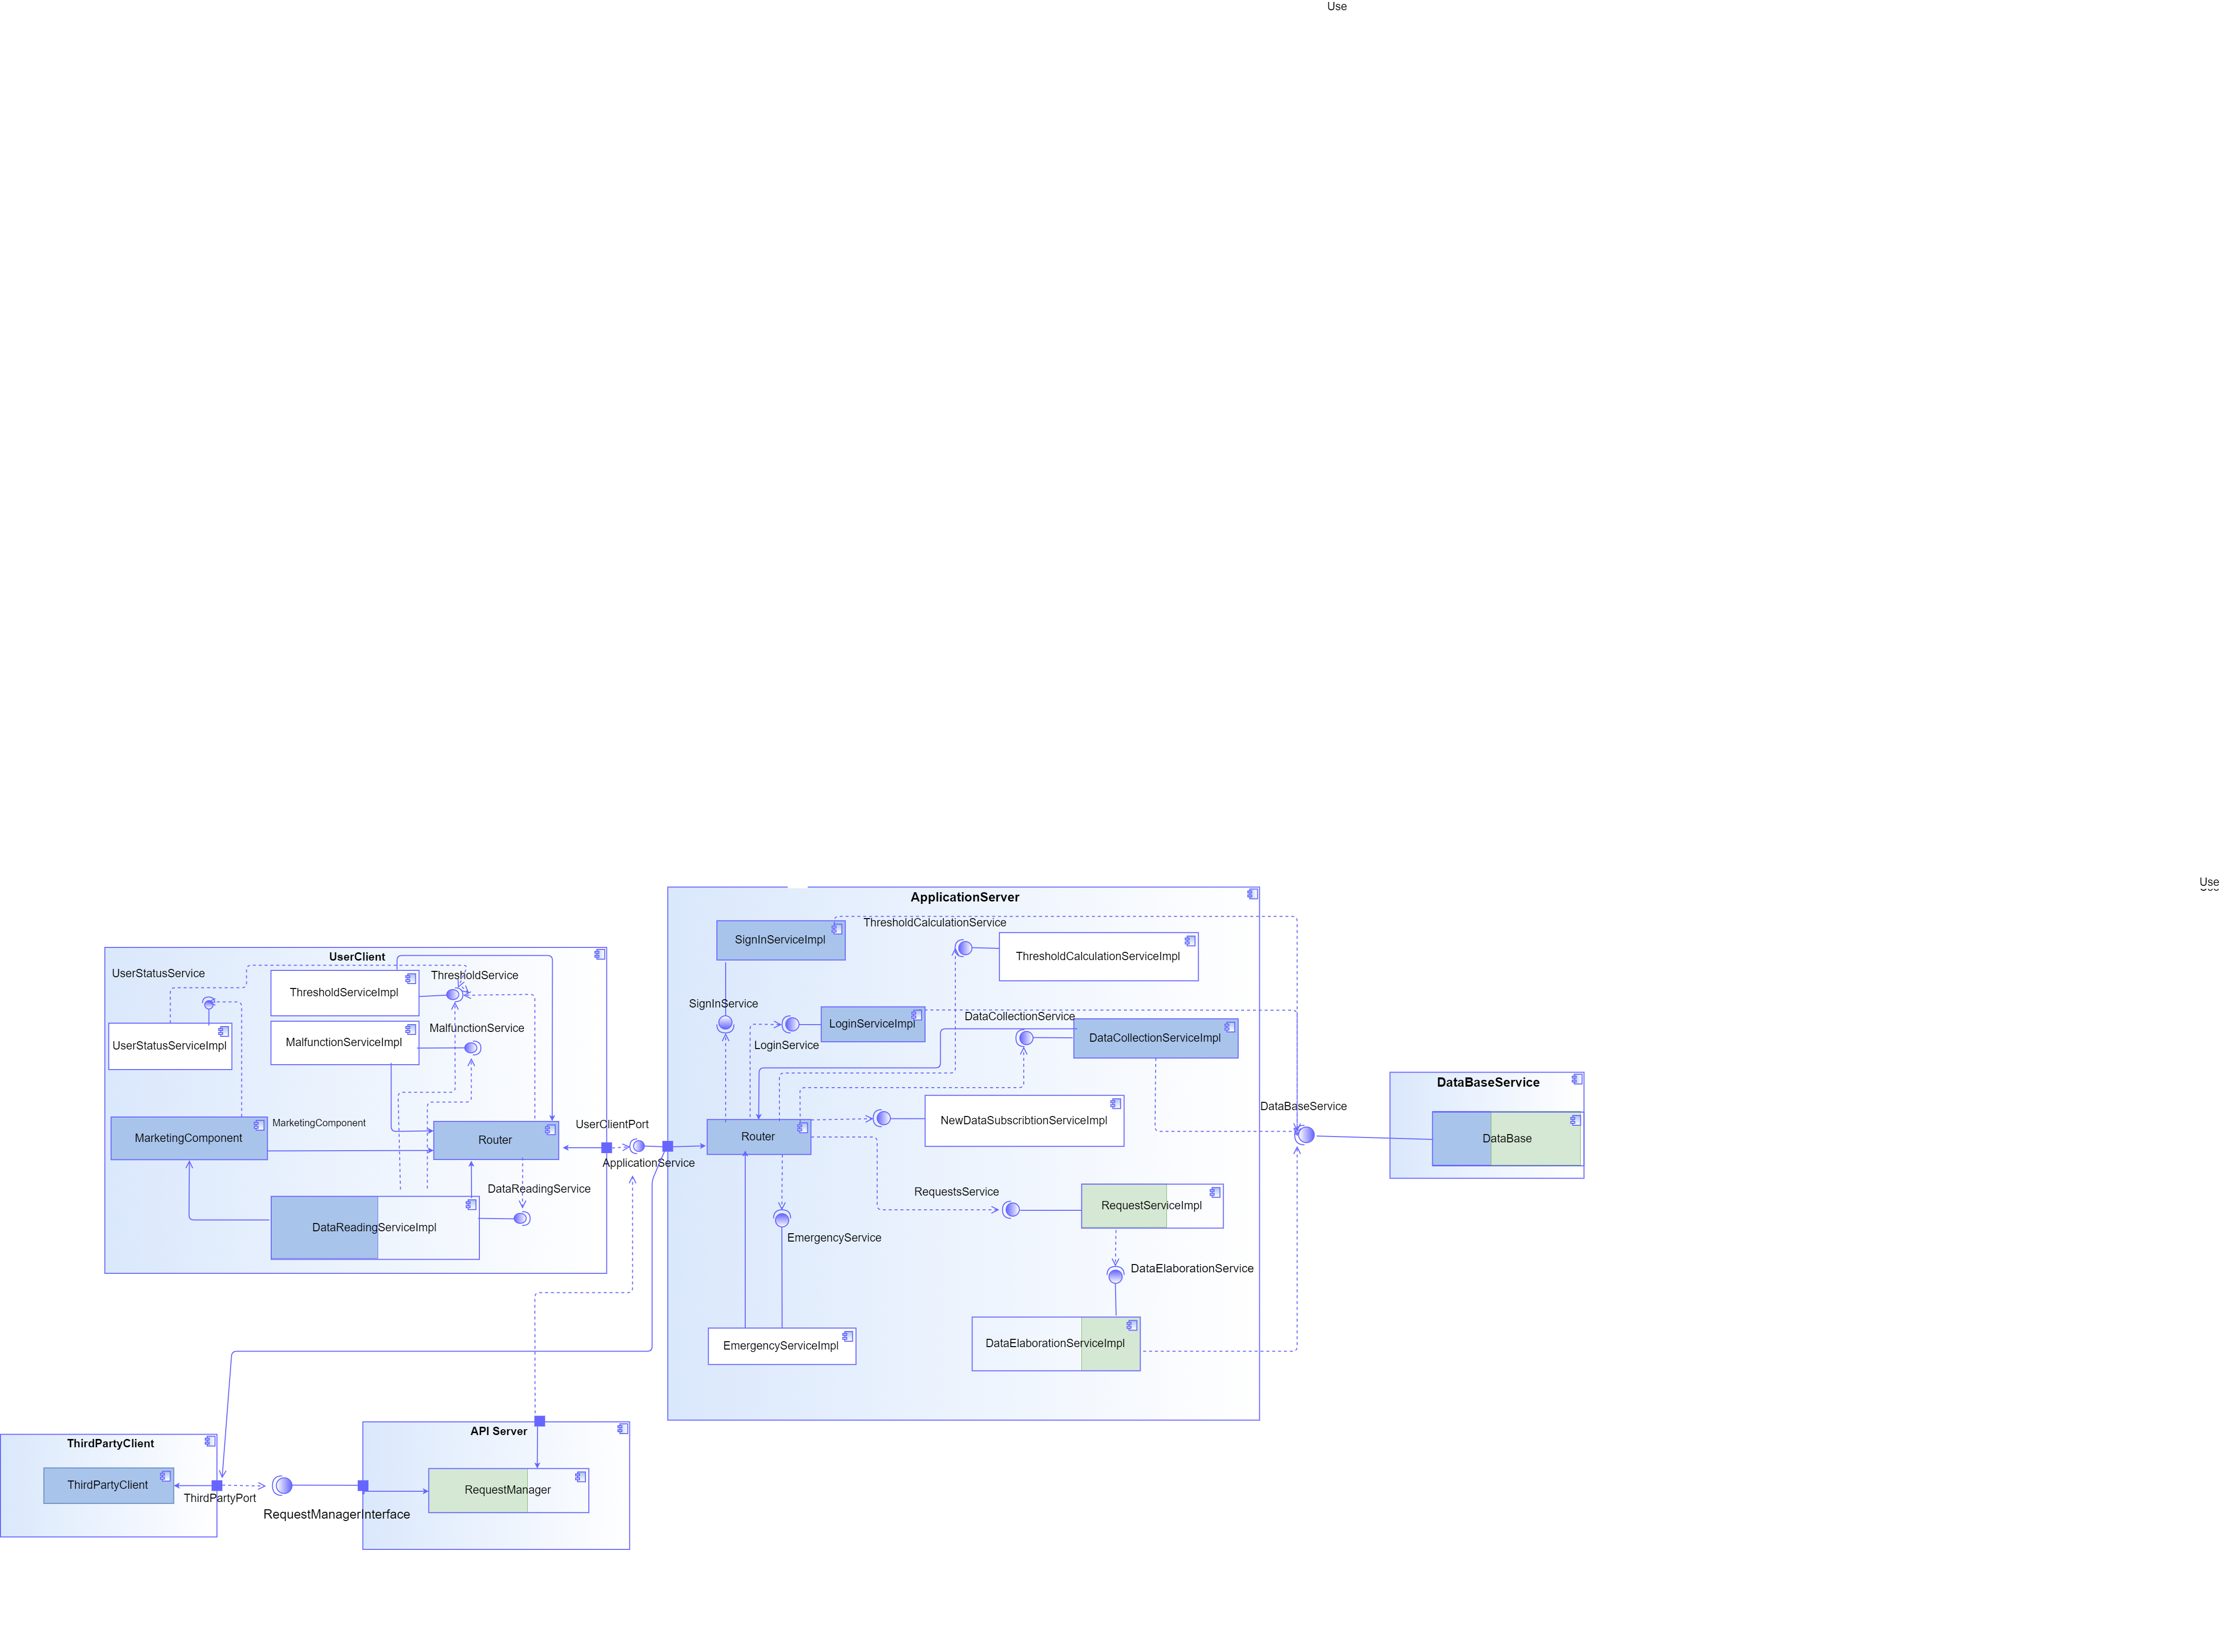 Use
Use
ApplicationServer
ThresholdCalculationService
SignInServiceImpl
ThresholdCalculationServiceImpl
UserClient
UserStatusService
ThresholdService
ThresholdServiceImpl
SignInService
DataCollectionService
LoginServiceImpl
MalfunctionService
MalfunctionServiceImpl
UserStatusServiceImpl
LoginService
DataCollectionServiceImpl
DataBaseService
DataBaseService
MarketingComponent
MarketingComponent
UserClientPort
NewDataSubscribtionServiceImpl
Router
Router
DataBase
ApplicationService
DataReadingService
RequestsService
RequestServiceImpl
DataReadingServiceImpl
EmergencyService
DataElaborationService
EmergencyServiceImpl
DataElaborationServiceImpl
API Server
ThirdPartyClient
ThirdPartyClient
RequestManager
ThirdPartyPort
RequestManagerInterface